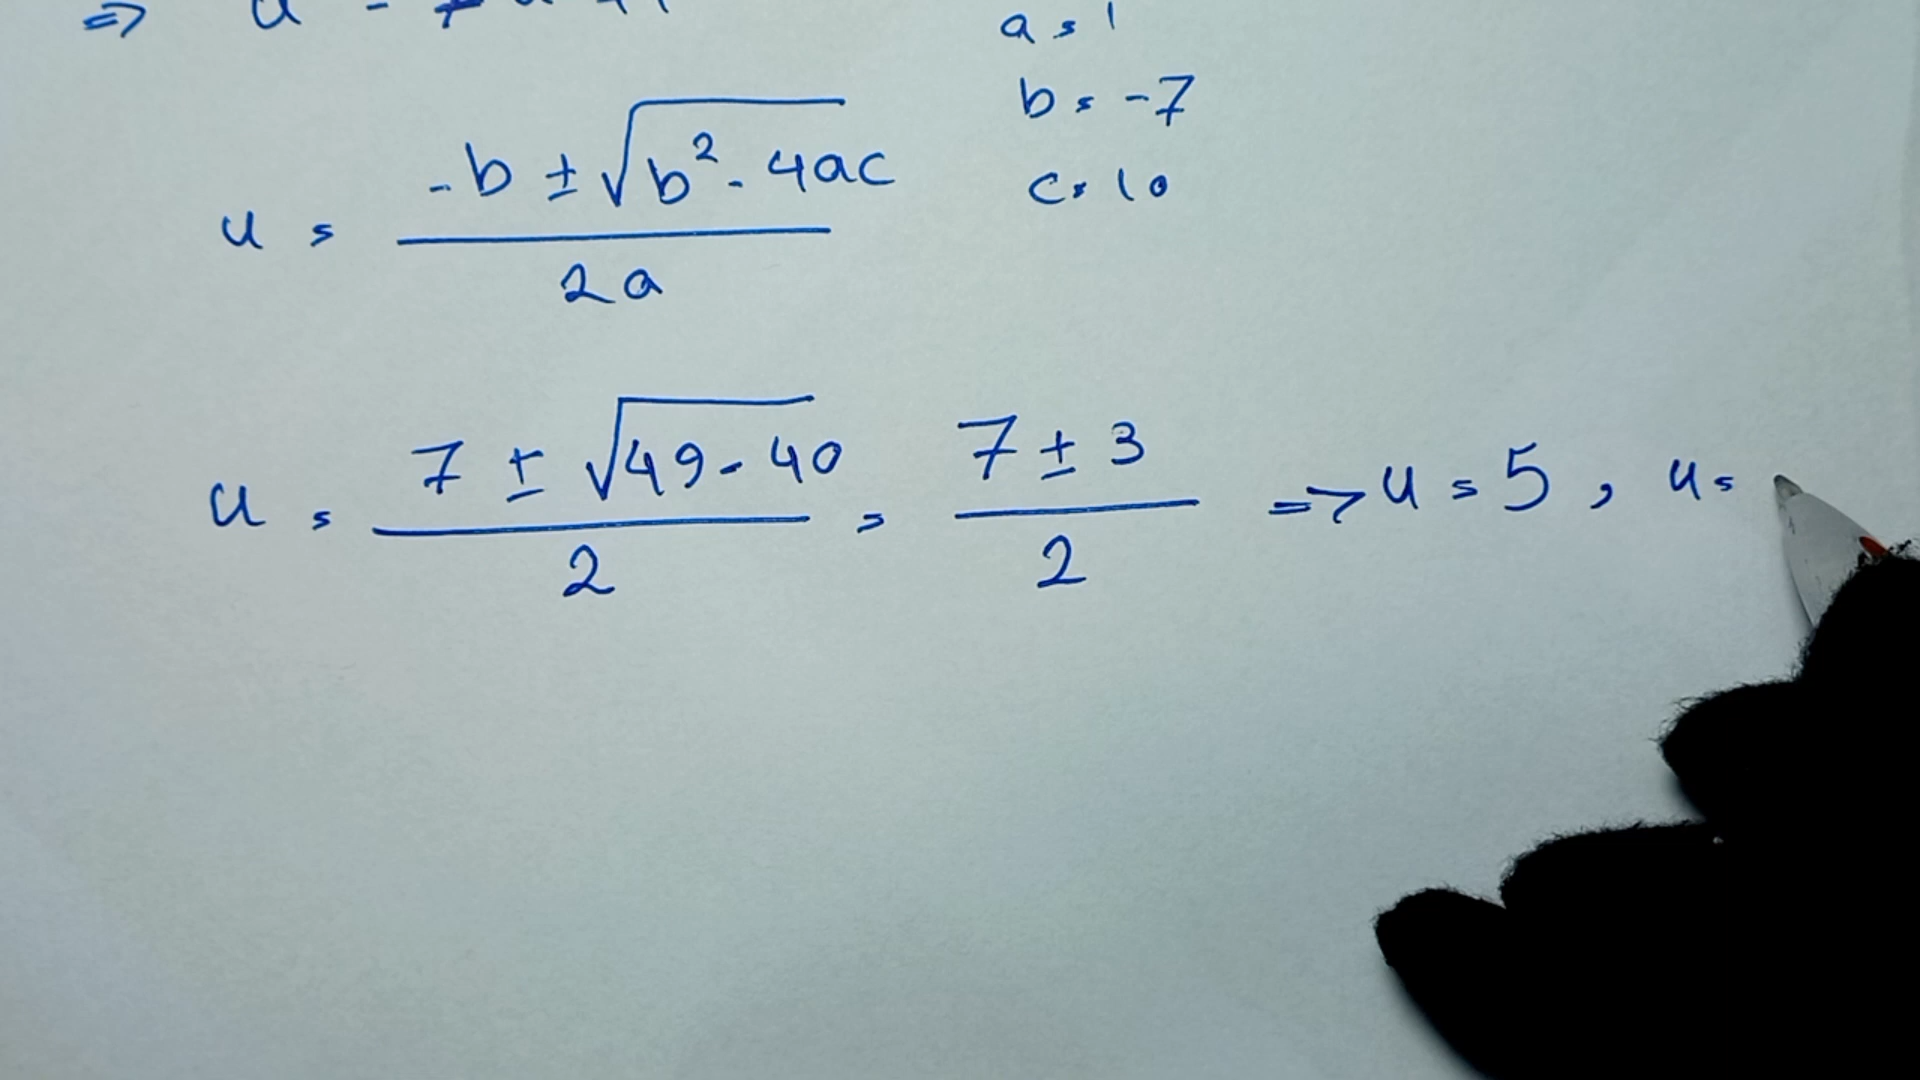 ⇒ u
a = 1
b = -7
c = 10
u = (-b ± √(b² - 4ac)) / 2a
u = (7 ± √(49 - 40)) / 2 = (7 ± 3) / 2 ⇒ u = 5 , u =